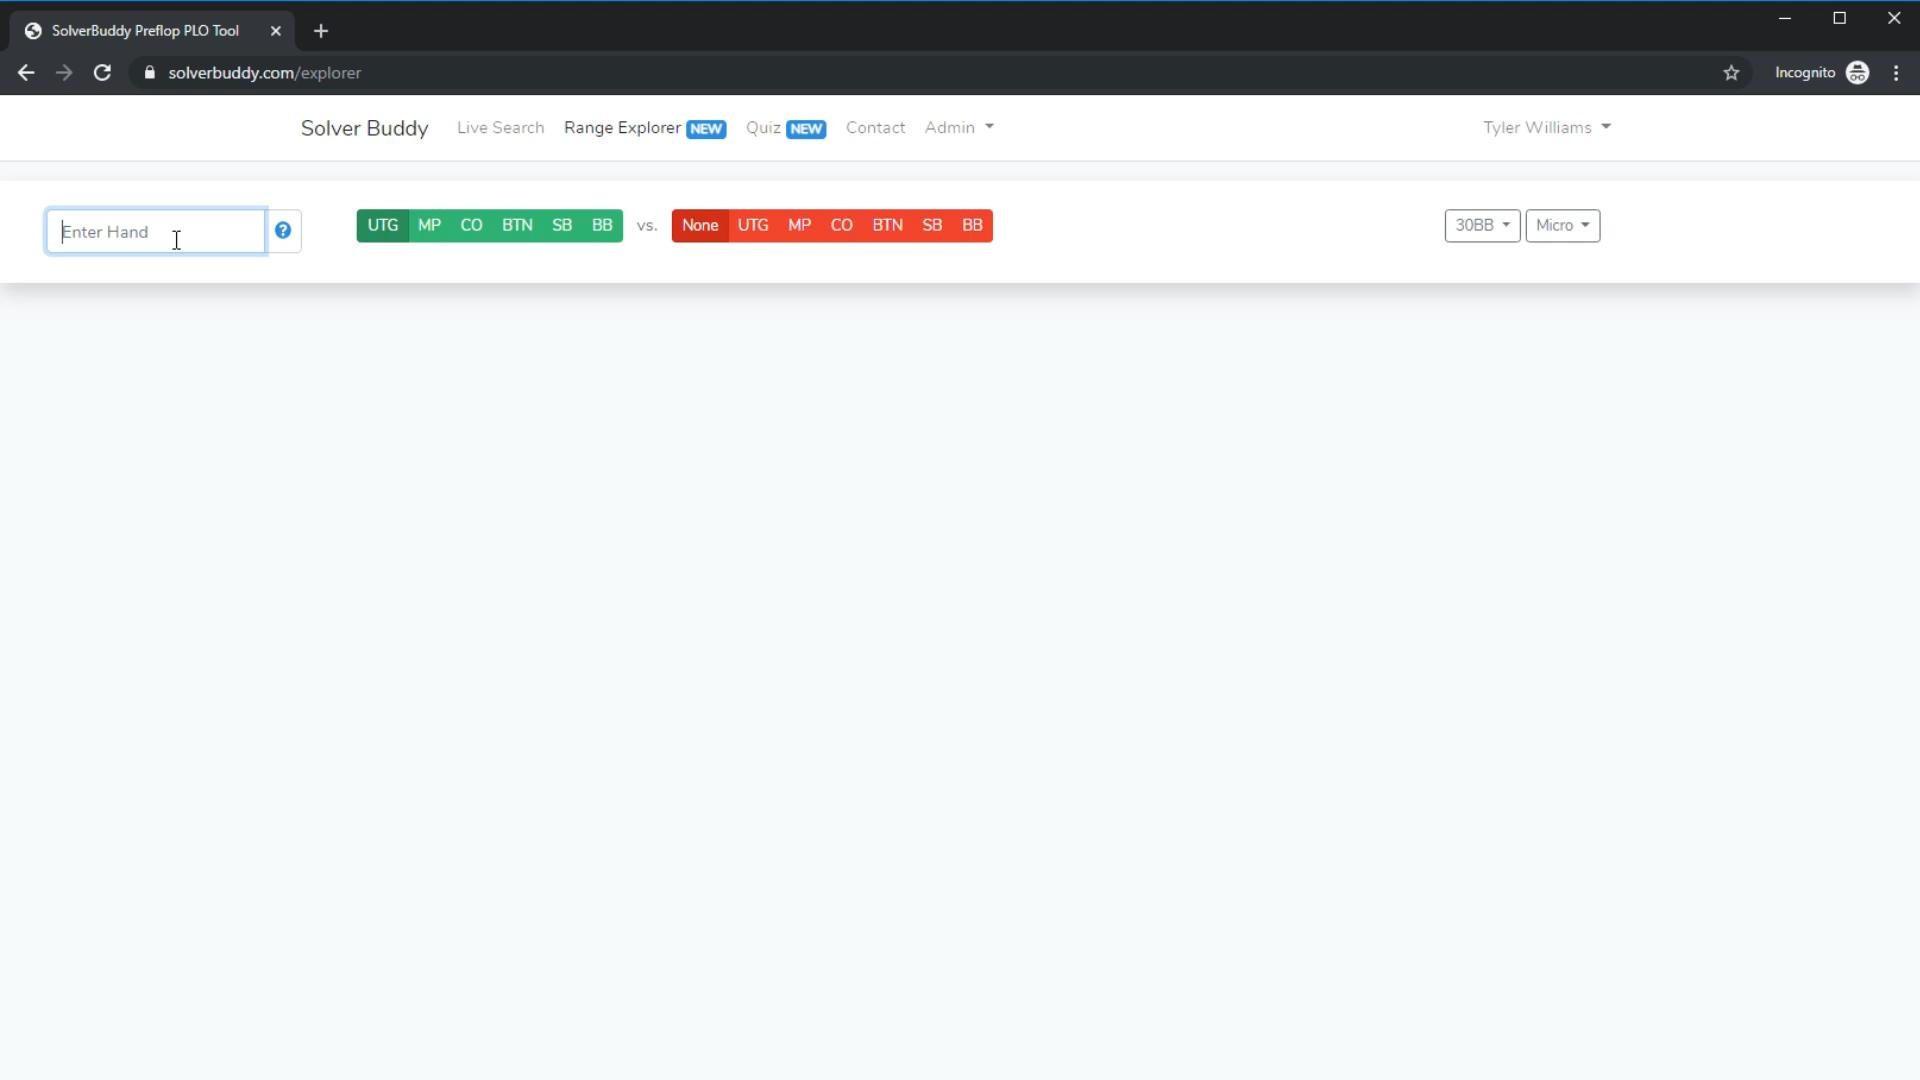 SolverBuddy Preflop PLO Tool
solverbuddy.com/explorer
Incognito
Solver Buddy Live Search Range Explorer NEW Quiz NEW Contact Admin Tyler Williams
Enter Hand ? UTG MP CO BTN SB BB vs. None UTG MP CO BTN SB BB 30BB Micro